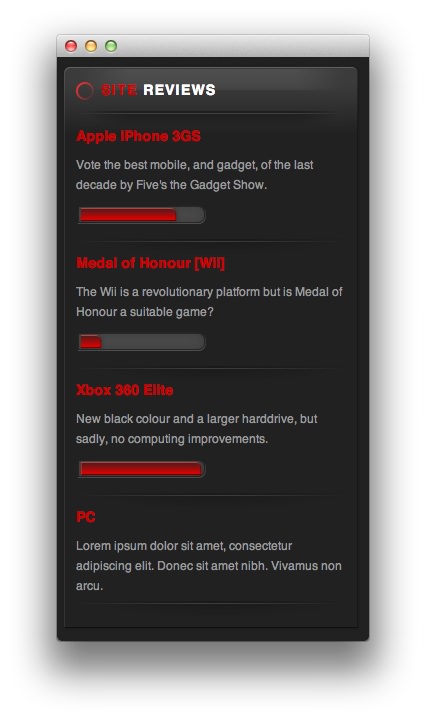 SITE REVIEWS
Apple iPhone 3GS
Vote the best mobile, and gadget, of the last
decade by Five's the Gadget Show.
Medal of Honour [Wii]
The Wii is a revolutionary platform but is Medal of
Honour a suitable game?
Xbox 360 Elite
New black colour and a larger harddrive, but
sadly, no computing improvements.
PC
Lorem ipsum dolor sit amet, consectetur
adipiscing elit. Donec sit amet nibh. Vivamus non
arcu.